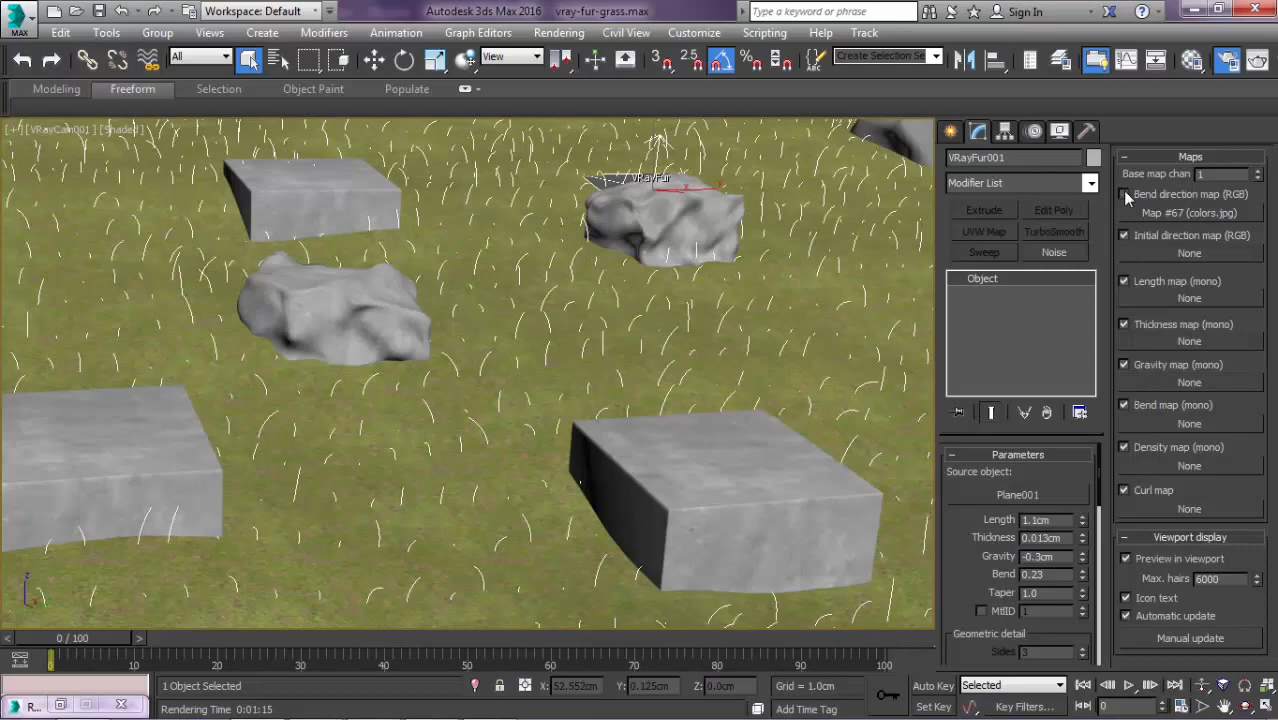 MAX Workspace: Default Autodesk 3ds Max 2016 vray-fur-grass.max Type a keyword or phrase Sign In
Edit Tools Group Views Create Modifiers Animation Graph Editors Rendering Civil View Customize Scripting Help Track
All View 3 2.5 % Create Selection Se
Modeling Freeform Selection Object Paint Populate
[+] [VRayCam001] [Shaded]
VRayFur
x
z
VRayFur001
Modifier List
Extrude Edit Poly
UVW Map TurboSmooth
Sweep Noise
Object
Parameters
Source object:
Plane001
Length 1.1cm
Thickness 0.013cm
Gravity -0.3cm
Bend 0.23
Taper 1.0
MtlID 1
Geometric detail
Sides 3
Maps
Base map chan 1
Bend direction map (RGB)
Map #67 (colors.jpg)
Initial direction map (RGB)
None
Length map (mono)
None
Thickness map (mono)
None
Gravity map (mono)
None
Bend map (mono)
None
Density map (mono)
None
Curl map
None
Viewport display
Preview in viewport
Max. hairs 6000
Icon text
Automatic update
Manual update
0 / 100
0 10 20 30 40 50 60 70 80 90 100
1 Object Selected X: 52.552cm Y: 0.125cm Z: 0.0cm Grid = 1.0cm Auto Key Selected
R... Rendering Time 0:01:15 Add Time Tag Set Key Key Filters... 0